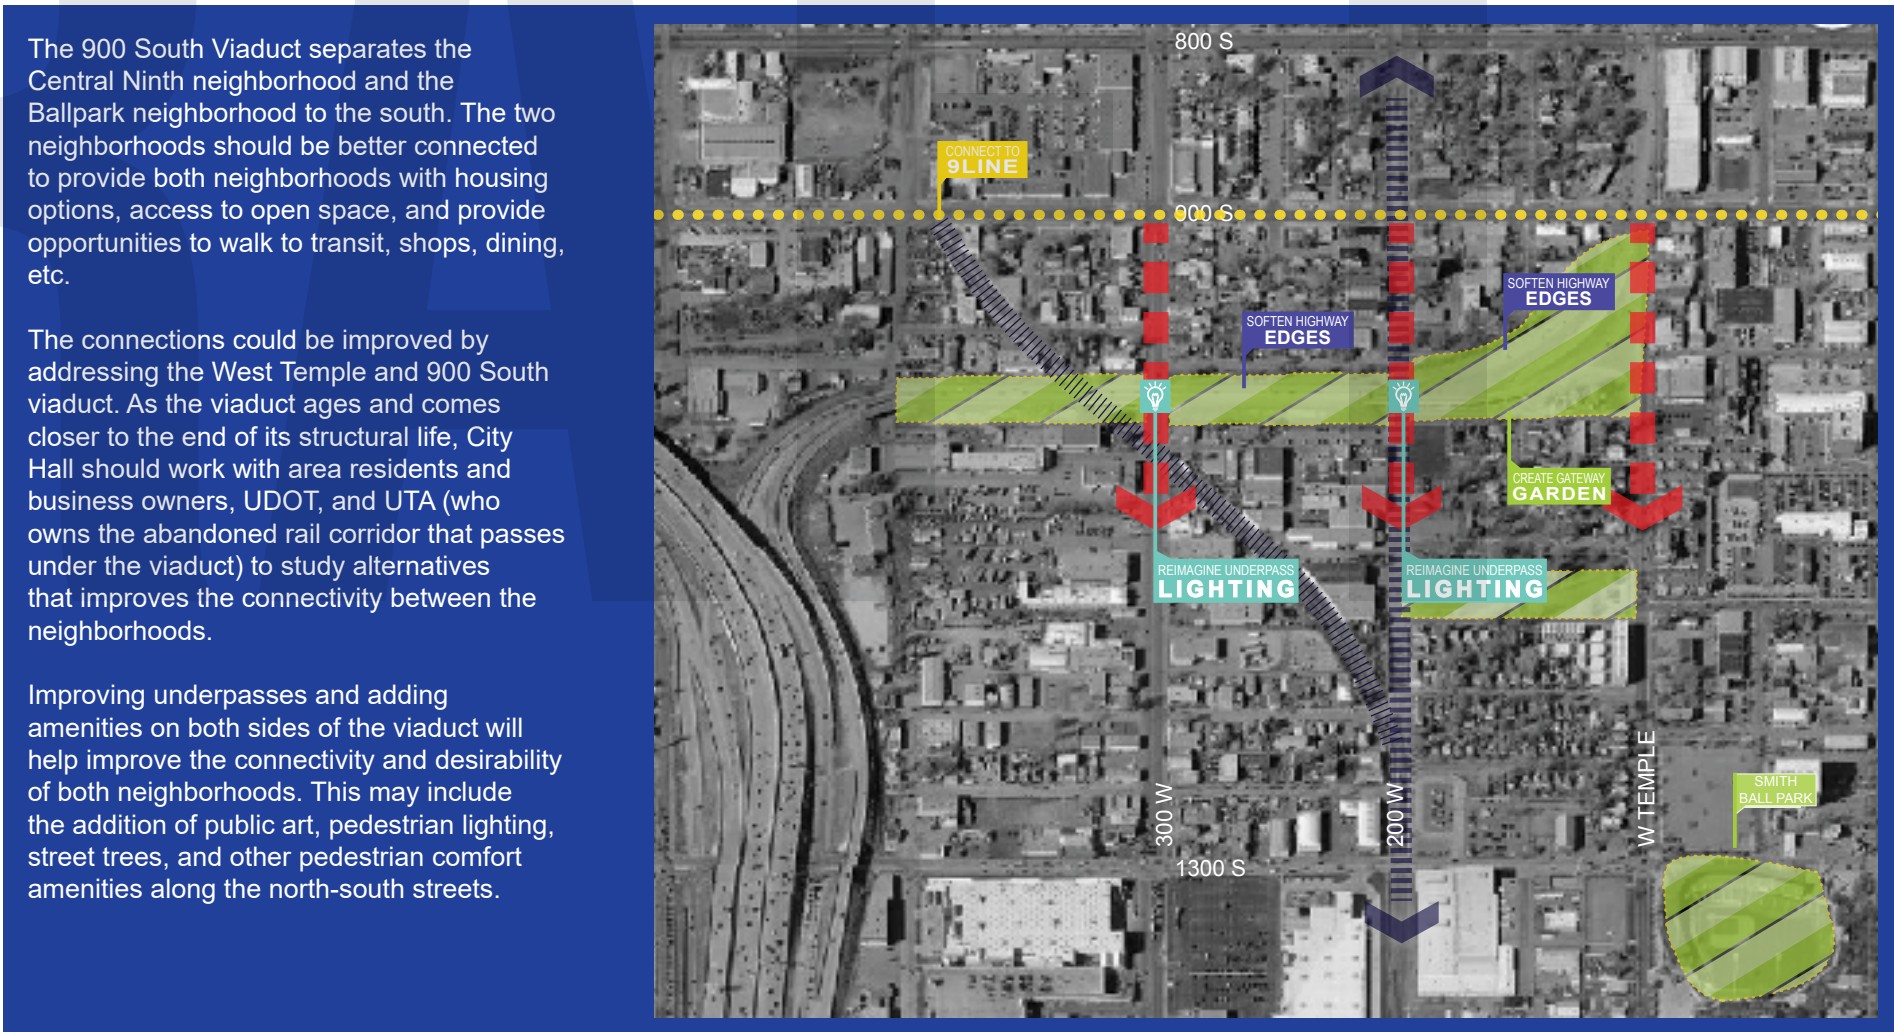 The 900 South Viaduct separates the
Central Ninth neighborhood and the
Ballpark neighborhood to the south. The two
neighborhoods should be better connected
to provide both neighborhoods with housing
options, access to open space, and provide
opportunities to walk to transit, shops, dining,
etc.
The connections could be improved by
addressing the West Temple and 900 South
viaduct. As the viaduct ages and comes
closer to the end of its structural life, City
Hall should work with area residents and
business owners, UDOT, and UTA (who
owns the abandoned rail corridor that passes
under the viaduct) to study alternatives
that improves the connectivity between the
neighborhoods.
Improving underpasses and adding
amenities on both sides of the viaduct will
help improve the connectivity and desirability
of both neighborhoods. This may include
the addition of public art, pedestrian lighting,
street trees, and other pedestrian comfort
amenities along the north-south streets.
800 S
CONNECT TO
9LINE
900 S
SOFTEN HIGHWAY
EDGES
SOFTEN HIGHWAY
EDGES
CREATE GATEWAY
GARDEN
REIMAGINE UNDERPASS
LIGHTING
REIMAGINE UNDERPASS
LIGHTING
300 W
200 W
W TEMPLE
SMITH
BALL PARK
1300 S